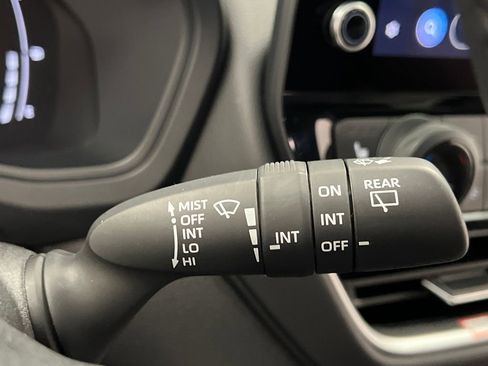 MIST
OFF
INT
LO
HI
INT
ON
INT
OFF
REAR